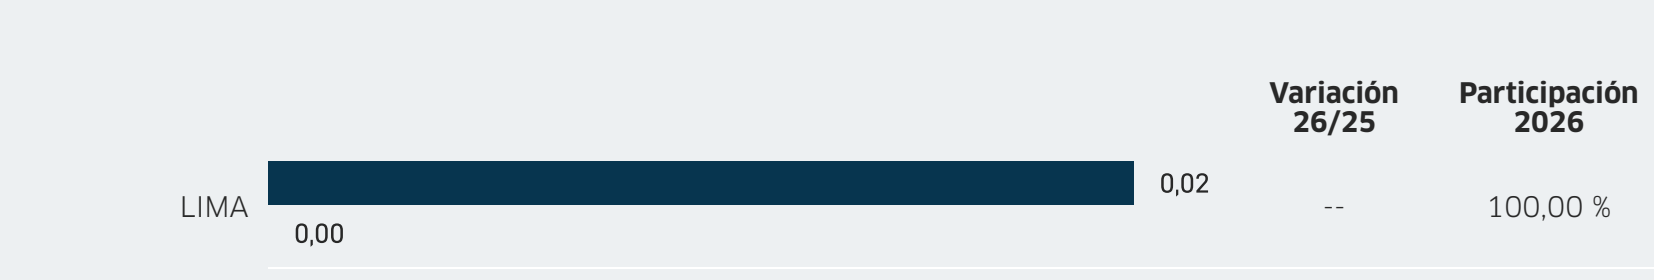 Variación
26/25
Participación
2026
LIMA
0,02
0,00
--
100,00 %